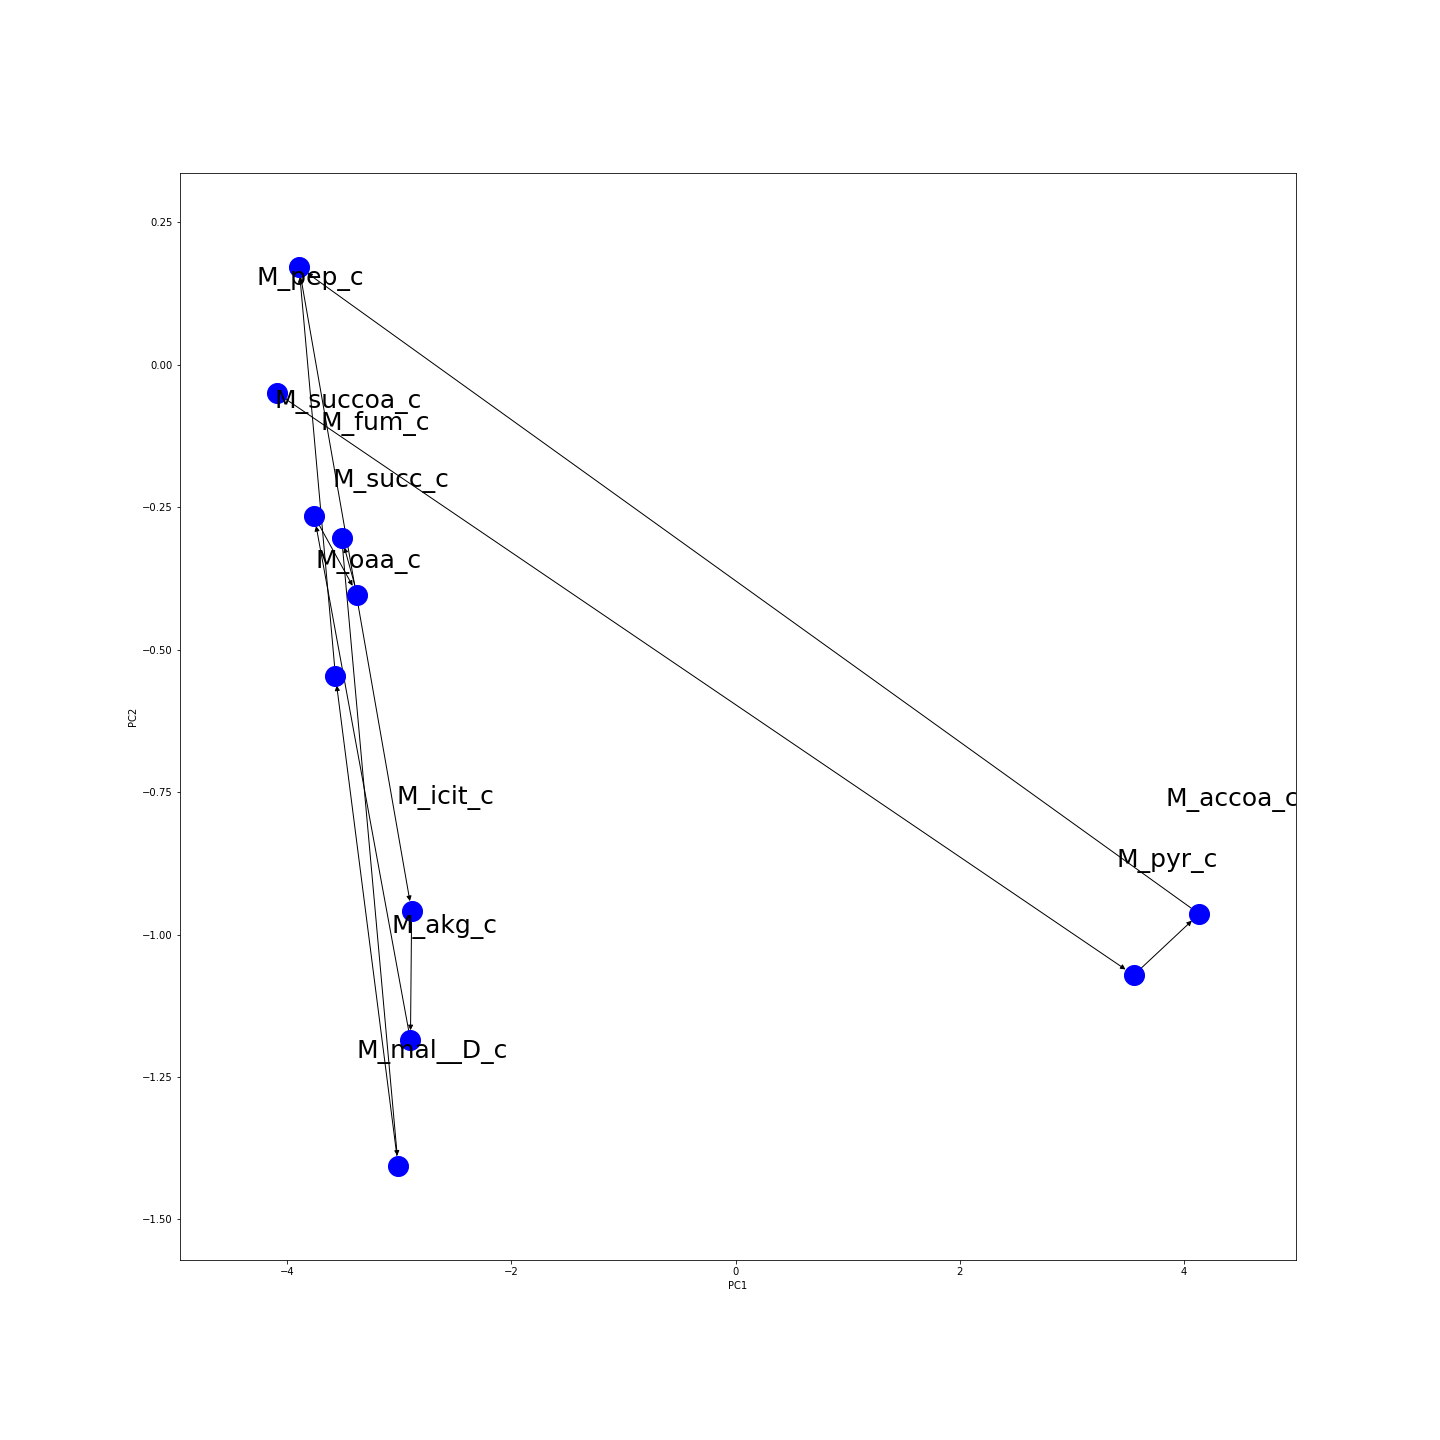 0.25
M_pep_c
0.00
M_succoa_c
M_fum_c
M_succ_c
−0.25
M_oaa_c
−0.50
PC2
−0.75
M_icit_c
M_accoa_c
M_pyr_c
M_akg_c
−1.00
M_mal__D_c
−1.25
−1.50
−4
−2
0
2
4
PC1